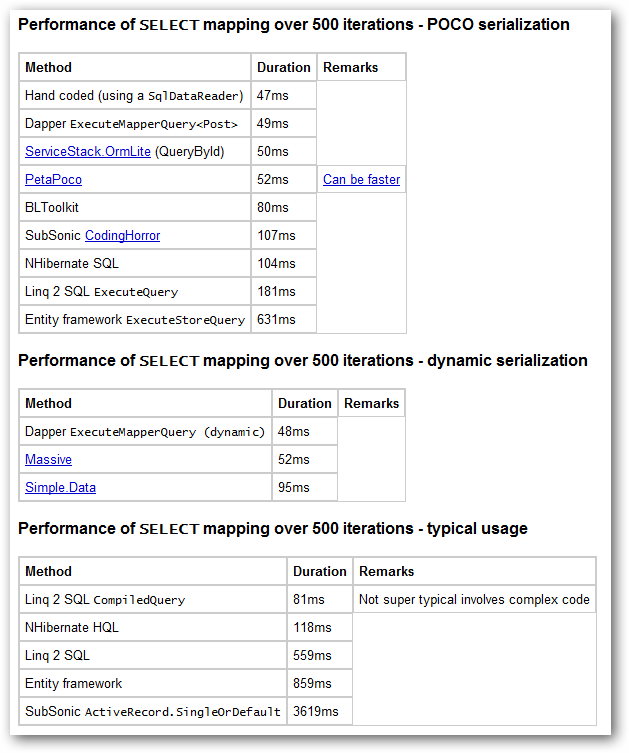 Performance of SELECT mapping over 500 iterations - POCO serialization
Method Duration Remarks
Hand coded (using a SqlDataReader) 47ms
Dapper ExecuteMapperQuery<Post> 49ms
ServiceStack.OrmLite (QueryById) 50ms
PetaPoco 52ms Can be faster
BLToolkit 80ms
SubSonic CodingHorror 107ms
NHibernate SQL 104ms
Linq 2 SQL ExecuteQuery 181ms
Entity framework ExecuteStoreQuery 631ms
Performance of SELECT mapping over 500 iterations - dynamic serialization
Method Duration Remarks
Dapper ExecuteMapperQuery (dynamic) 48ms
Massive 52ms
Simple.Data 95ms
Performance of SELECT mapping over 500 iterations - typical usage
Method Duration Remarks
Linq 2 SQL CompiledQuery 81ms Not super typical involves complex code
NHibernate HQL 118ms
Linq 2 SQL 559ms
Entity framework 859ms
SubSonic ActiveRecord.SingleOrDefault 3619ms